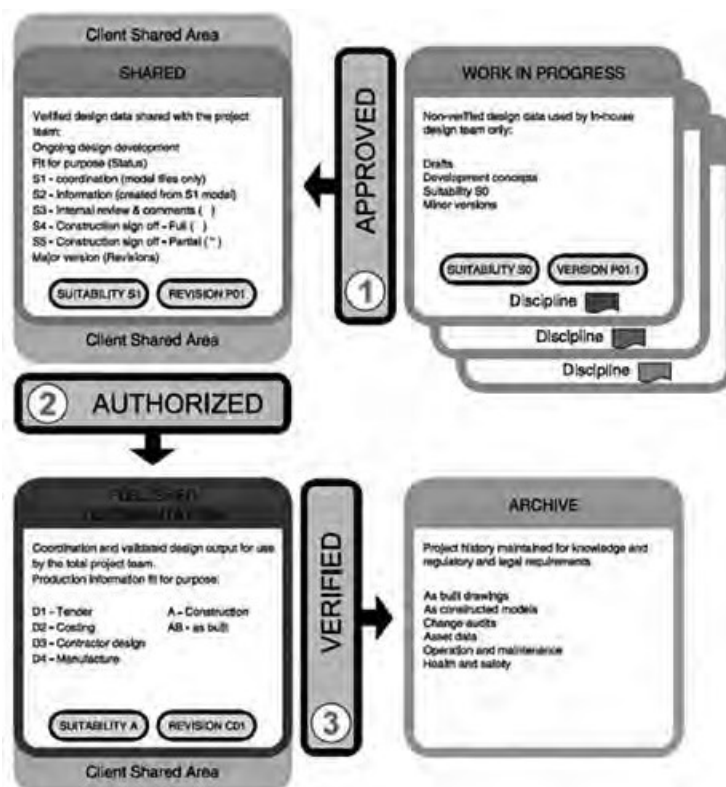 Client Shared Area
SHARED
Verified design data shared with the project
team:
Ongoing design development
Fit for purpose (Status)
S1 - coordination (model files only)
S2 - Information (created from S1 model)
S3 - Internal review & comments ( )
S4 - Construction sign off - Full ( )
S5 - Construction sign off - Partial ( * )
Major version (Revisions)
SUITABILITY S1
REVISION P01
Client Shared Area
APPROVED
1
WORK IN PROGRESS
Non-verified design data used by In-house
design team only:
Drafts
Development concepts
Suitability S0
Minor versions
SUITABILITY S0
VERSION P01.1
Discipline
Discipline
Discipline
2 AUTHORIZED
PUBLISHED
DOCUMENTATION
Coordination and validated design output for use
by the total project team.
Production information fit for purpose:
D1 - Tender
D2 - Costing
D3 - Contractor design
D4 - Manufacture
A - Construction
AB - as built
SUITABILITY A
REVISION C01
Client Shared Area
VERIFIED
3
ARCHIVE
Project history maintained for knowledge and
regulatory and legal requirements
As built drawings
As constructed models
Change audits
Asset data
Operation and maintenance
Health and safety